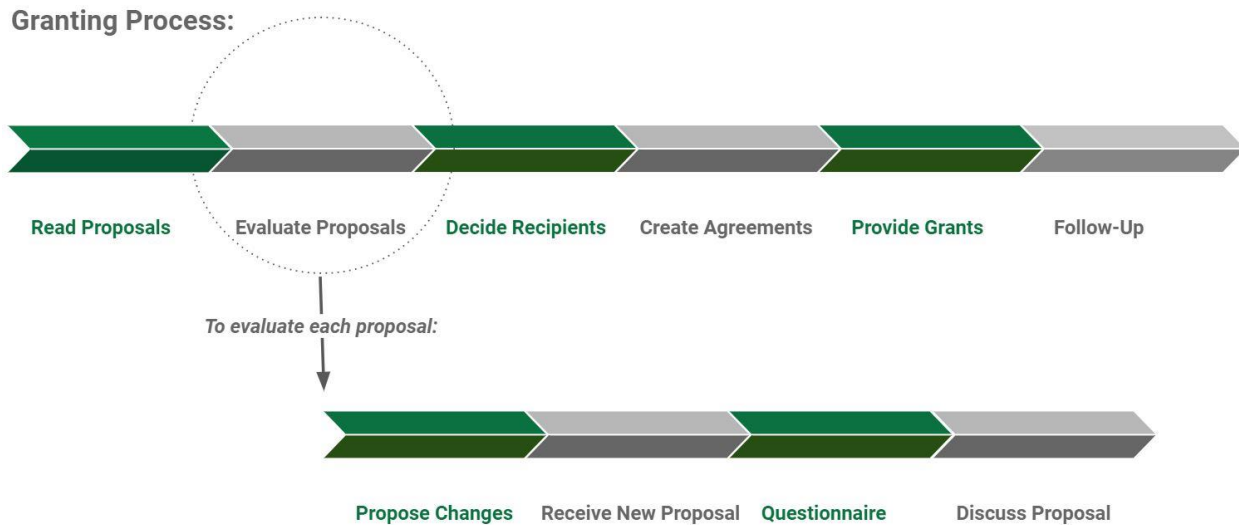 Granting Process:
Read Proposals
Evaluate Proposals
Decide Recipients
Create Agreements
Provide Grants
Follow-Up
To evaluate each proposal:
Propose Changes
Receive New Proposal
Questionnaire
Discuss Proposal